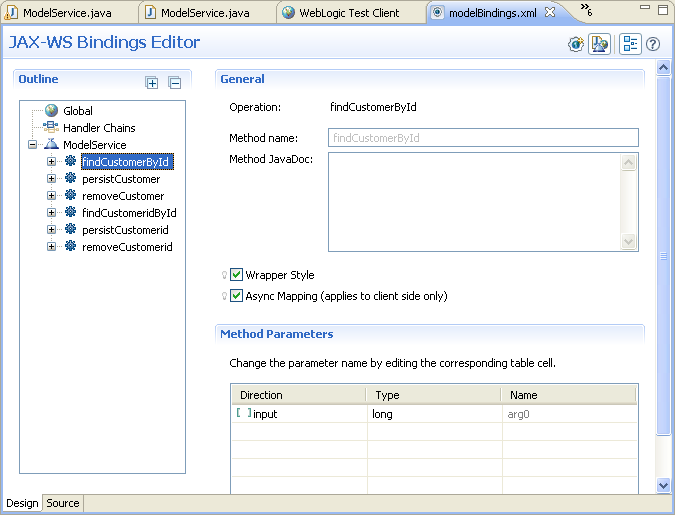 ModelService.java ModelService.java WebLogic Test Client modelBindings.xml 6
JAX-WS Bindings Editor
Outline
Global
Handler Chains
ModelService
findCustomerById
persistCustomer
removeCustomer
findCustomeridById
persistCustomerid
removeCustomerid
General
Operation: findCustomerById
Method name: findCustomerById
Method JavaDoc:
Wrapper Style
Async Mapping (applies to client side only)
Method Parameters
Change the parameter name by editing the corresponding table cell.
Direction Type Name
input long arg0
Design Source